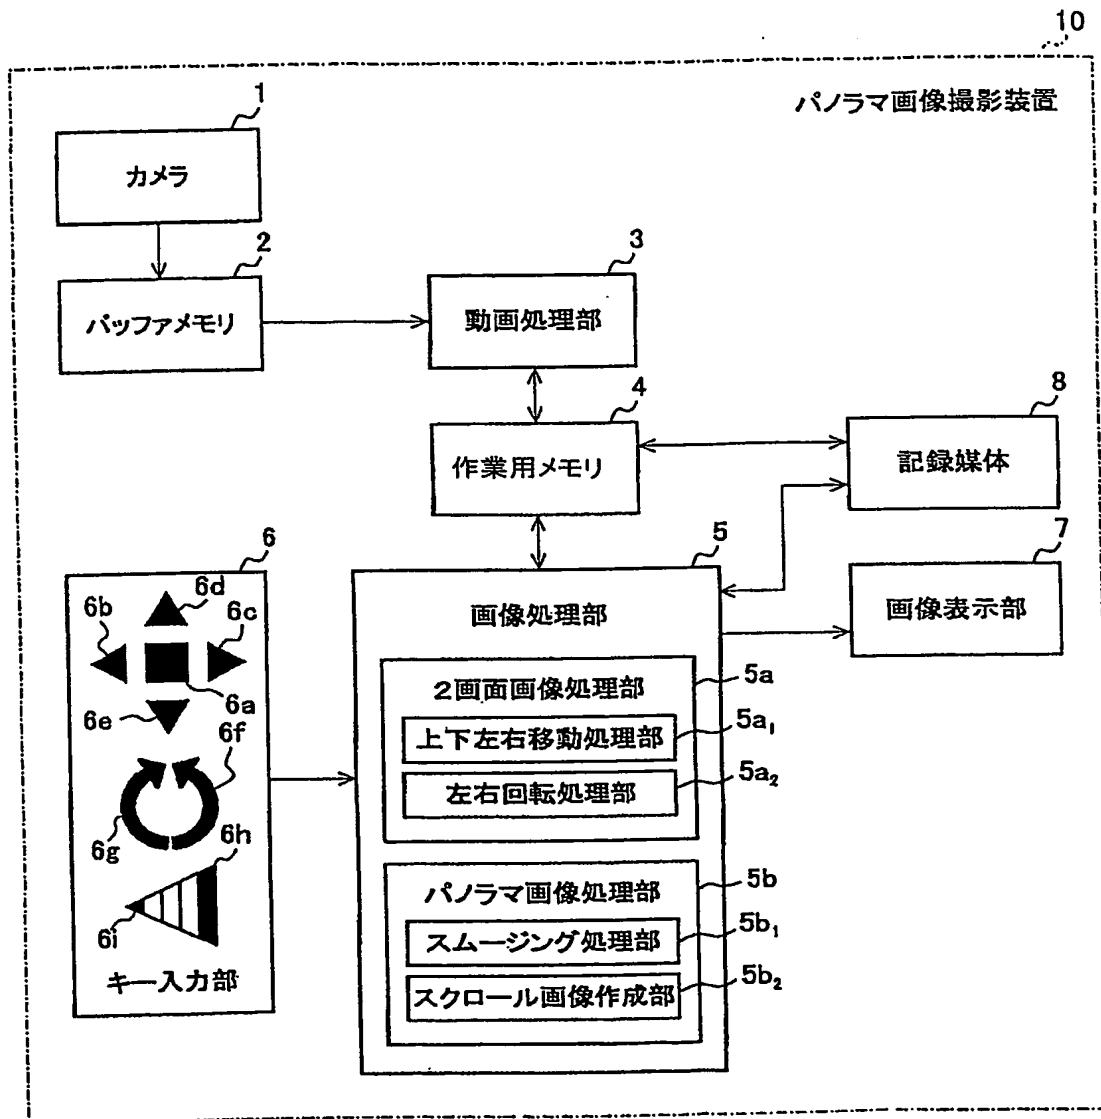 10
パノラマ画像撮影装置
1
カメラ
2
バッファメモリ
3
動画処理部
4
作業用メモリ
8
記録媒体
7
画像表示部
6
6d
6b
6c
6a
6e
6f
6g
6h
6i
キー入力部
5
画像処理部
5a
2画面画像処理部
5a₁
上下左右移動処理部
5a₂
左右回転処理部
5b
パノラマ画像処理部
5b₁
スムージング処理部
5b₂
スクロール画像作成部